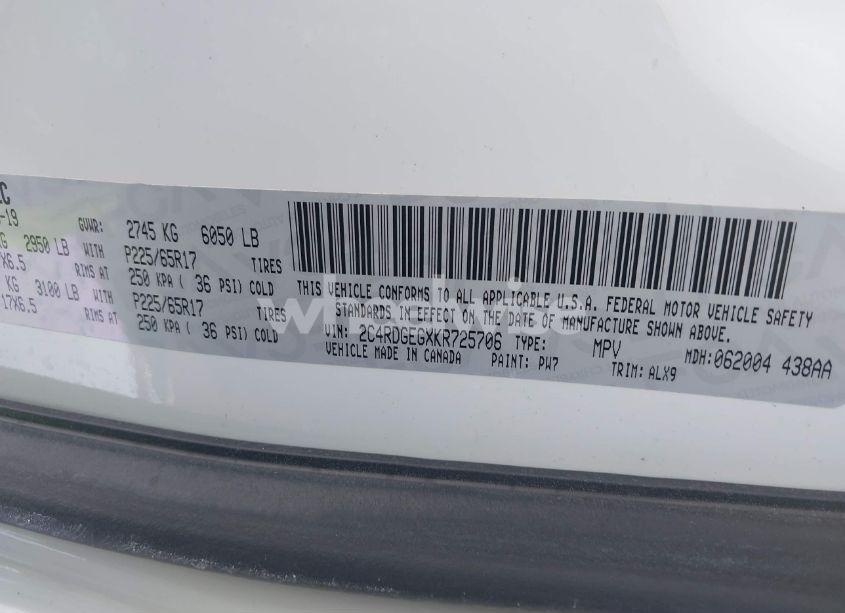 LC
-19 GVWR: 2745 KG 6050 LB
KG 2950 LB WITH P225/65R17 TIRES
X6.5 RIMS AT 250 KPA ( 36 PSI) COLD
KG 3100 LB WITH P225/65R17 TIRES
17X6.5 RIMS AT 250 KPA ( 36 PSI) COLD
THIS VEHICLE CONFORMS TO ALL APPLICABLE U.S.A. FEDERAL MOTOR VEHICLE SAFETY
STANDARDS IN EFFECT ON THE DATE OF MANUFACTURE SHOWN ABOVE.
VIN: 2C4RDGEGXKR725706 TYPE: MPV MDH:062004 438AA
VEHICLE MADE IN CANADA PAINT: PW7 TRIM: ALX9